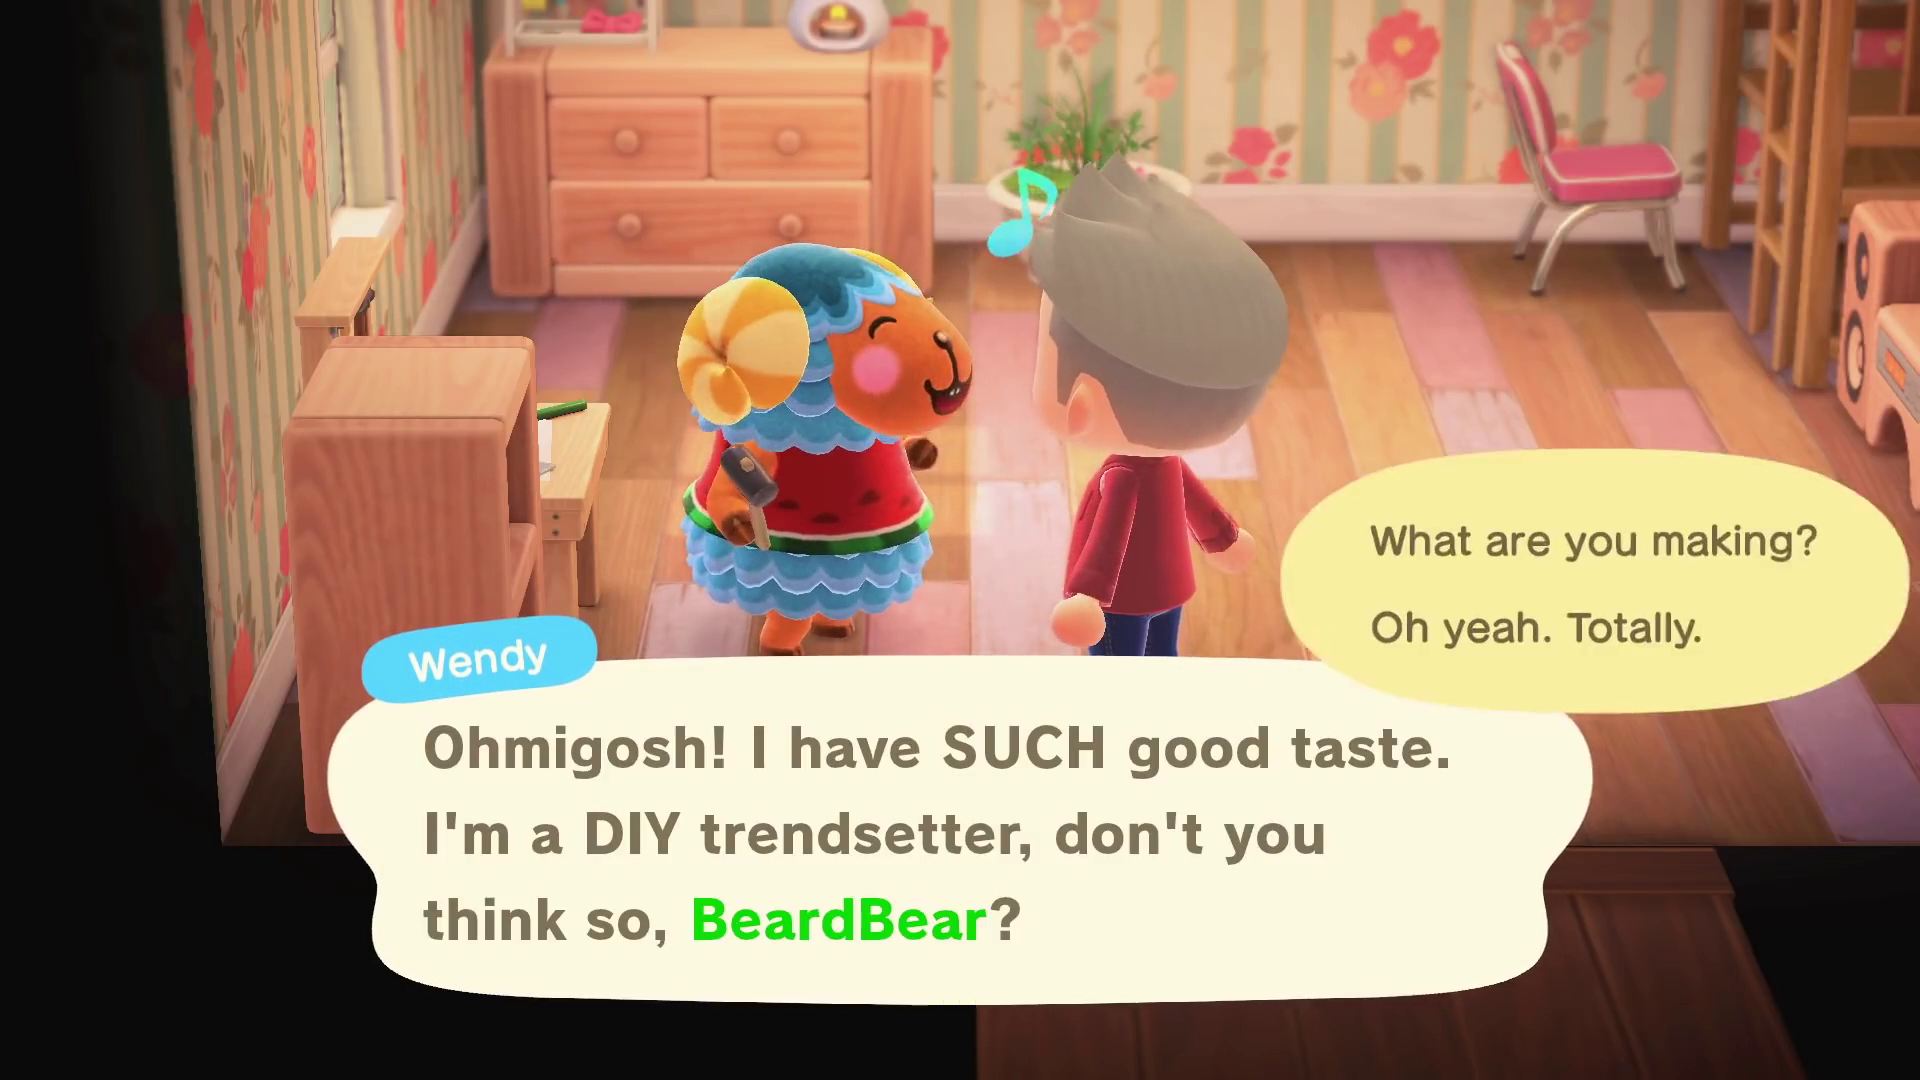 What are you making?
Oh yeah. Totally.
Wendy
Ohmigosh! I have SUCH good taste.
I'm a DIY trendsetter, don't you
think so, BeardBear?